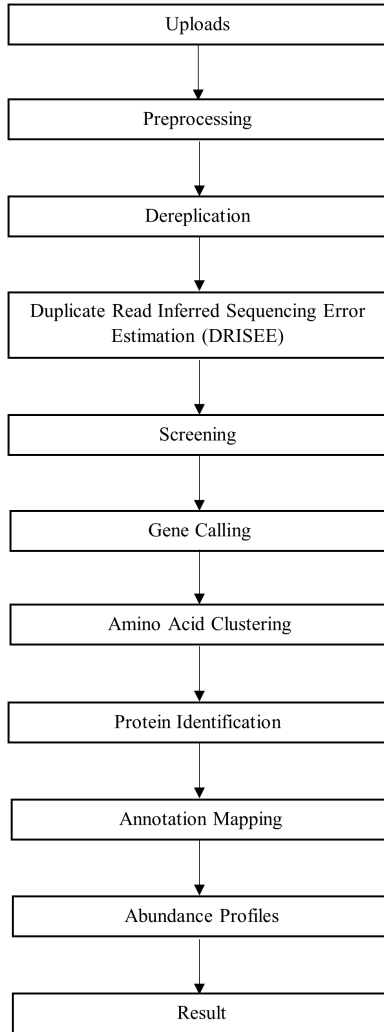 Uploads
Preprocessing
Dereplication
Duplicate Read Inferred Sequencing Error
Estimation (DRISEE)
Screening
Gene Calling
Amino Acid Clustering
Protein Identification
Annotation Mapping
Abundance Profiles
Result